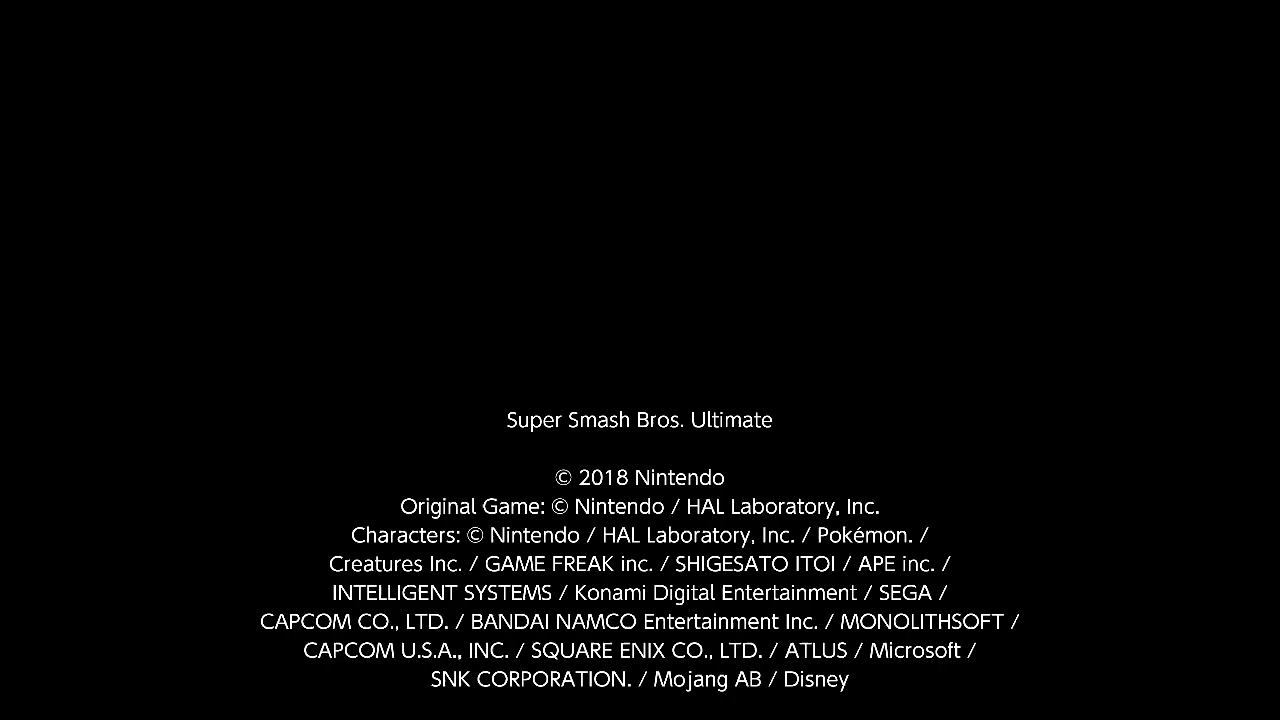 Super Smash Bros. Ultimate
© 2018 Nintendo
Original Game: © Nintendo / HAL Laboratory, Inc.
Characters: © Nintendo / HAL Laboratory, Inc. / Pokémon. /
Creatures Inc. / GAME FREAK inc. / SHIGESATO ITOI / APE inc. /
INTELLIGENT SYSTEMS / Konami Digital Entertainment / SEGA /
CAPCOM CO., LTD. / BANDAI NAMCO Entertainment Inc. / MONOLITHSOFT /
CAPCOM U.S.A., INC. / SQUARE ENIX CO., LTD. / ATLUS / Microsoft /
SNK CORPORATION. / Mojang AB / Disney